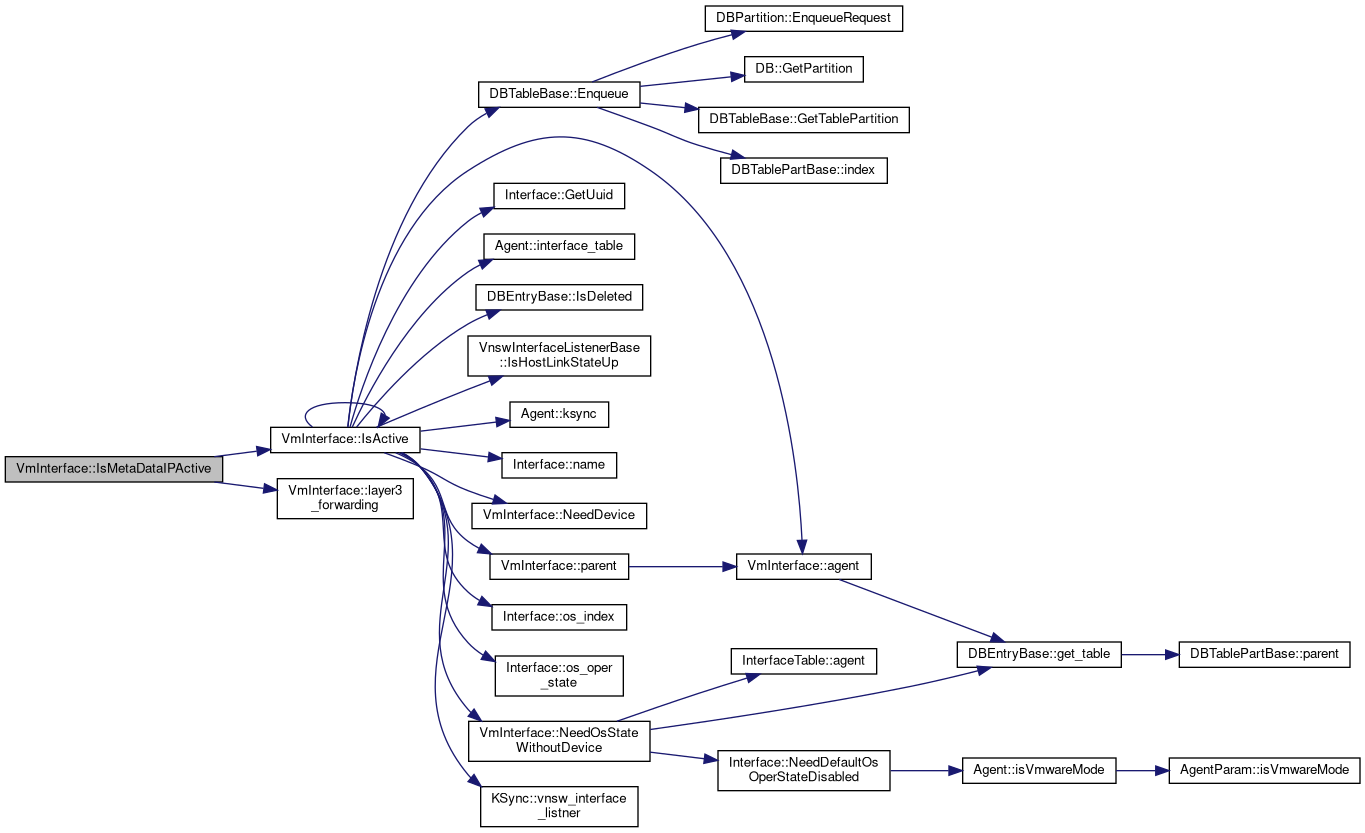 DBPartition::EnqueueRequest
DB::GetPartition
DBTableBase::Enqueue
DBTableBase::GetTablePartition
DBTablePartBase::index
Interface::GetUuid
Agent::interface_table
DBEntryBase::IsDeleted
VnswInterfaceListenerBase
::IsHostLinkStateUp
Agent::ksync
VmInterface::IsActive
Interface::name
VmInterface::IsMetaDataIPActive
VmInterface::layer3
_forwarding
VmInterface::NeedDevice
VmInterface::parent
VmInterface::agent
Interface::os_index
DBEntryBase::get_table
DBTablePartBase::parent
InterfaceTable::agent
Interface::os_oper
_state
VmInterface::NeedOsState
WithoutDevice
Interface::NeedDefaultOs
OperStateDisabled
Agent::isVmwareMode
AgentParam::isVmwareMode
KSync::vnsw_interface
_listner